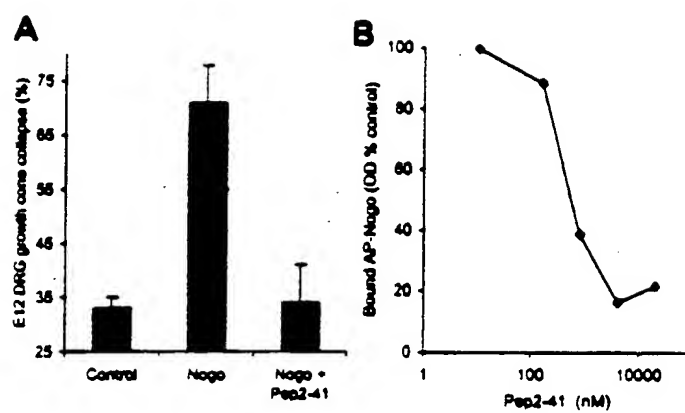 A
E12 DRG growth cone collapse (%)
75
65
55
45
35
25
Control
Nogo
Nogo +
Pep2-41
B
Bound AP-Nogo (OD % control)
100
80
60
40
20
0
1
100
10000
Pep2-41 (nM)